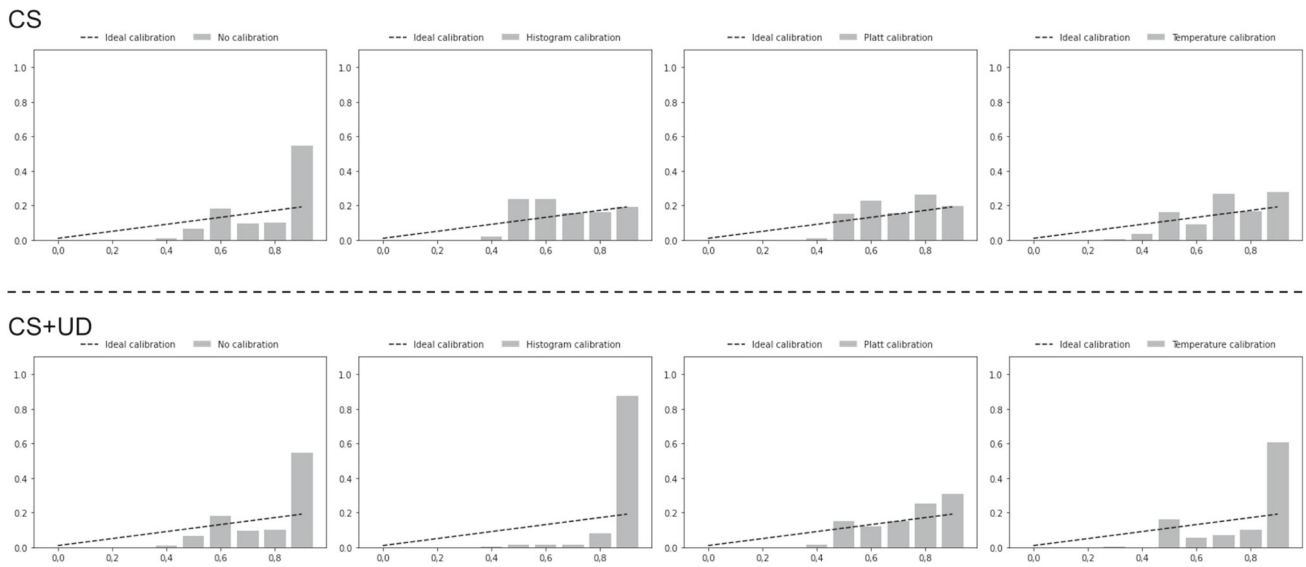 CS
Ideal calibration No calibration Ideal calibration Histogram calibration Ideal calibration Platt calibration Ideal calibration Temperature calibration
1.0 1.0 1.0 1.0
0.8 0.8 0.8 0.8
0.6 0.6 0.6 0.6
0.4 0.4 0.4 0.4
0.2 0.2 0.2 0.2
0.0 0.0 0.0 0.0
0,0 0,2 0,4 0,6 0,8 0,0 0,2 0,4 0,6 0,8 0,0 0,2 0,4 0,6 0,8 0,0 0,2 0,4 0,6 0,8
CS+UD
Ideal calibration No calibration Ideal calibration Histogram calibration Ideal calibration Platt calibration Ideal calibration Temperature calibration
1.0 1.0 1.0 1.0
0.8 0.8 0.8 0.8
0.6 0.6 0.6 0.6
0.4 0.4 0.4 0.4
0.2 0.2 0.2 0.2
0.0 0.0 0.0 0.0
0,0 0,2 0,4 0,6 0,8 0,0 0,2 0,4 0,6 0,8 0,0 0,2 0,4 0,6 0,8 0,0 0,2 0,4 0,6 0,8